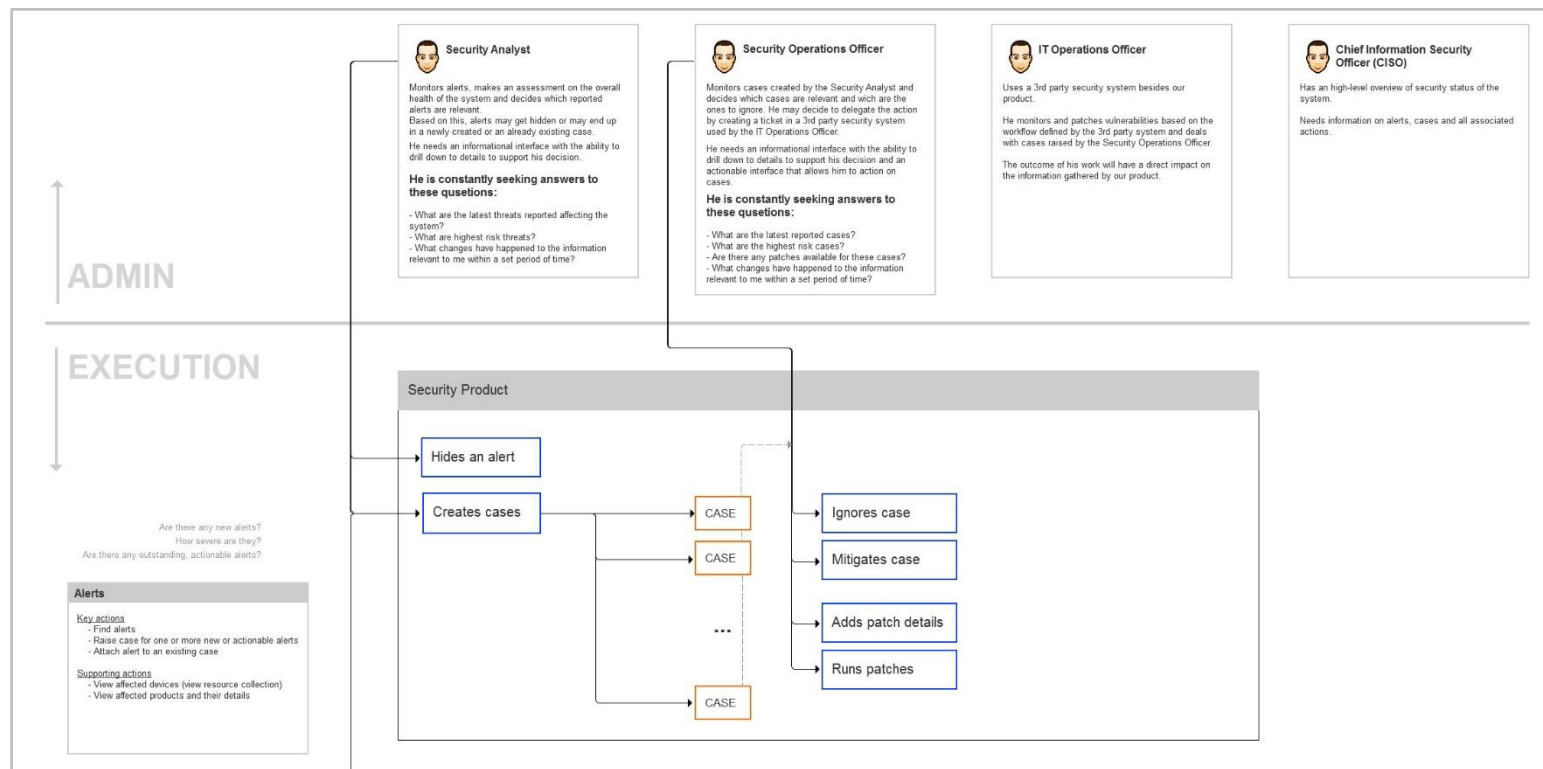 Security Analyst
Monitors alerts, makes an assessment on the overall
health of the system and decides which reported
alerts are relevant.
Based on this, alerts may get hidden or may end up
in a newly created or an already existing case.
He needs an informational interface with the ability to
drill down to details to support his decision.
He is constantly seeking answers to
these qusetions:
- What are the latest threats reported affecting the
system?
- What are highest risk threats?
- What changes have happened to the information
relevant to me within a set period of time?
Security Operations Officer
Monitors cases created by the Security Analyst and
decides which cases are relevant and wich are the
ones to ignore. He may decide to delegate the action
by creating a ticket in a 3rd party security system
used by the IT Operations Officer.
He needs an informational interface with the ability to
drill down to details to support his decision and an
actionable interface that allows him to action on
cases.
He is constantly seeking answers to
these qusetions:
- What are the latest reported cases?
- What are the highest risk cases?
- Are there any patches available for these cases?
- What changes have happened to the information
relevant to me within a set period of time?
IT Operations Officer
Uses a 3rd party security system besides our
product.
He monitors and patches vulnerabilities based on the
workflow defined by the 3rd party system and deals
with cases raised by the Security Operations Officer.
The outcome of his work will have a direct impact on
the information gathered by our product.
Chief Information Security
Officer (CISO)
Has an high-level overview of security status of the
system.
Needs information on alerts, cases and all associated
actions.
ADMIN
EXECUTION
Security Product
Hides an alert
Creates cases
CASE
CASE
...
CASE
Ignores case
Mitigates case
Adds patch details
Runs patches
Are there any new alerts?
How severe are they?
Are there any outstanding, actionable alerts?
Alerts
Key actions
- Find alerts
- Raise case for one or more new or actionable alerts
- Attach alert to an existing case
Supporting actions
- View affected devices (view resource collection)
- View affected products and their details